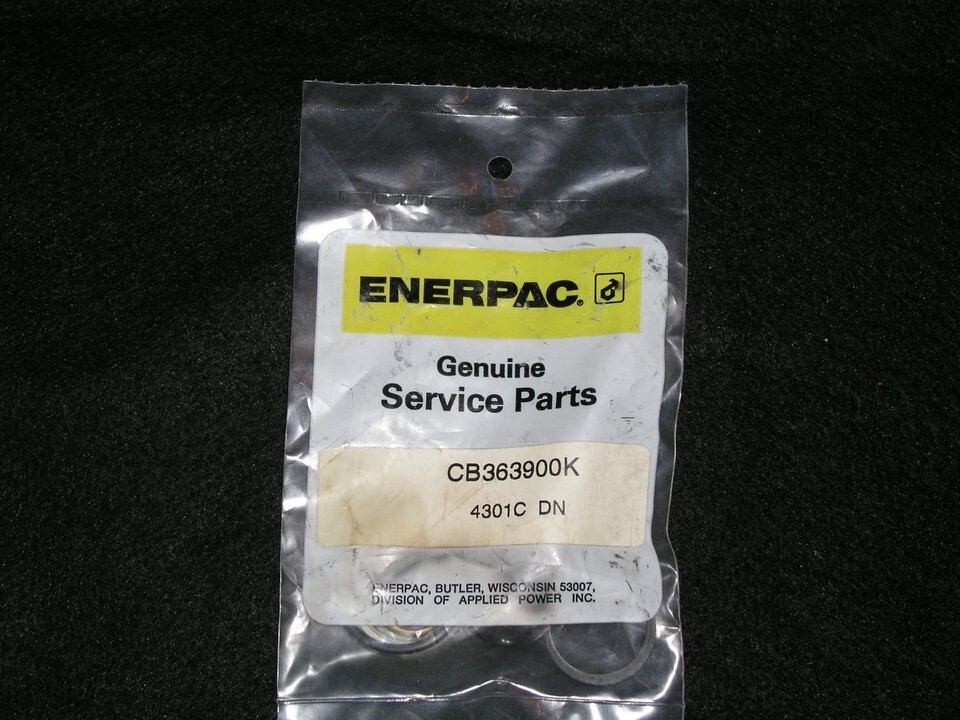 ENERPAC®
Genuine
Service Parts
CB363900K
4301C DN
ENERPAC, BUTLER, WISCONSIN 53007,
DIVISION OF APPLIED POWER INC.